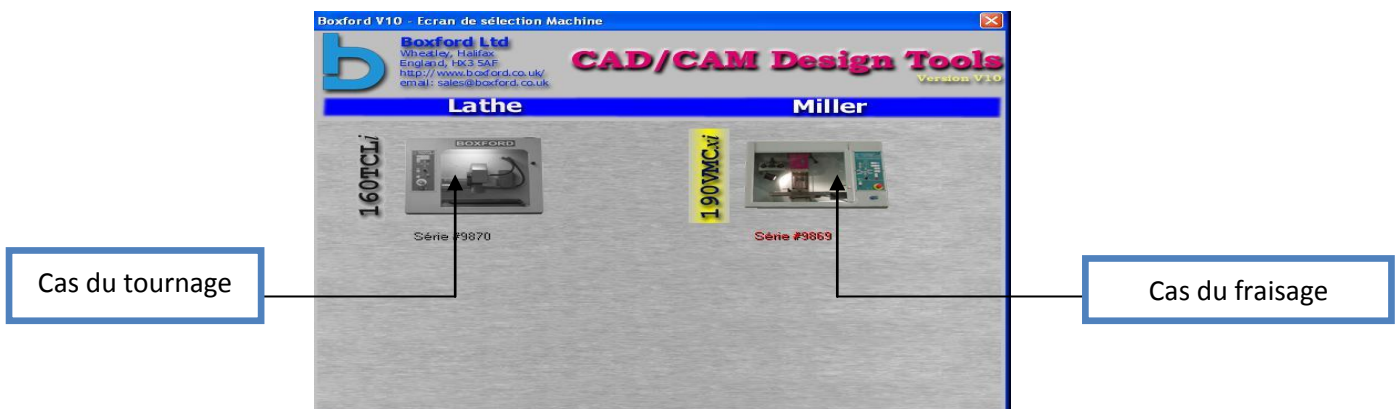 Boxford V10 - Ecran de sélection Machine
Boxford Ltd
Wheatley, Halifax
England, HX3 5AF
http://www.boxford.co.uk/
email: sales@boxford.co.uk
CAD/CAM Design Tools
Version V10
Lathe
Miller
160TCLi
BOXFORD
190VMCxi
Série #9870
Série #9869
Cas du tournage
Cas du fraisage